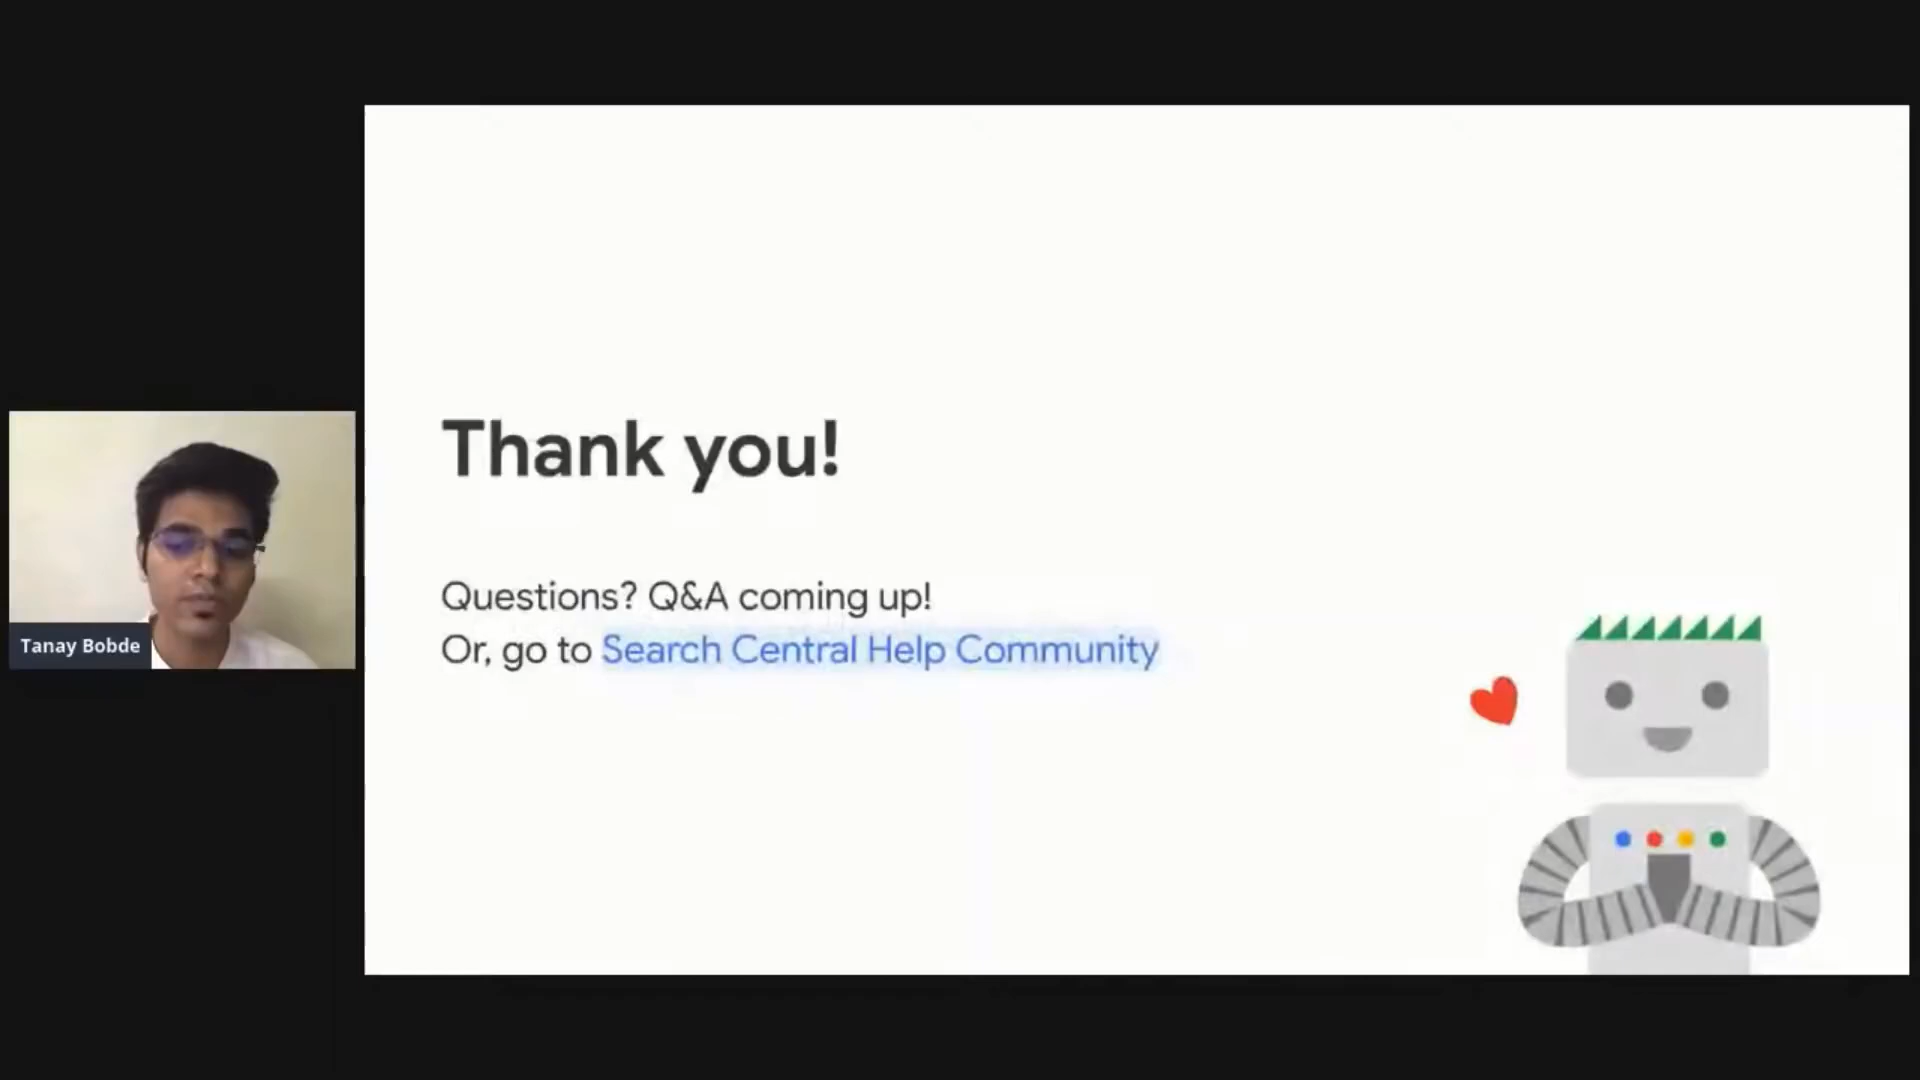 Thank you!
Questions? Q&A coming up!
Or, go to Search Central Help Community
Tanay Bobde